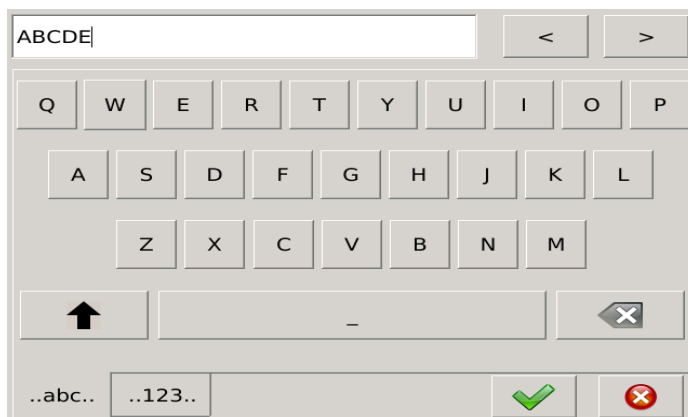 ABCDE < >
Q W E R T Y U I O P
A S D F G H J K L
Z X C V B N M
_
..abc.. ..123..